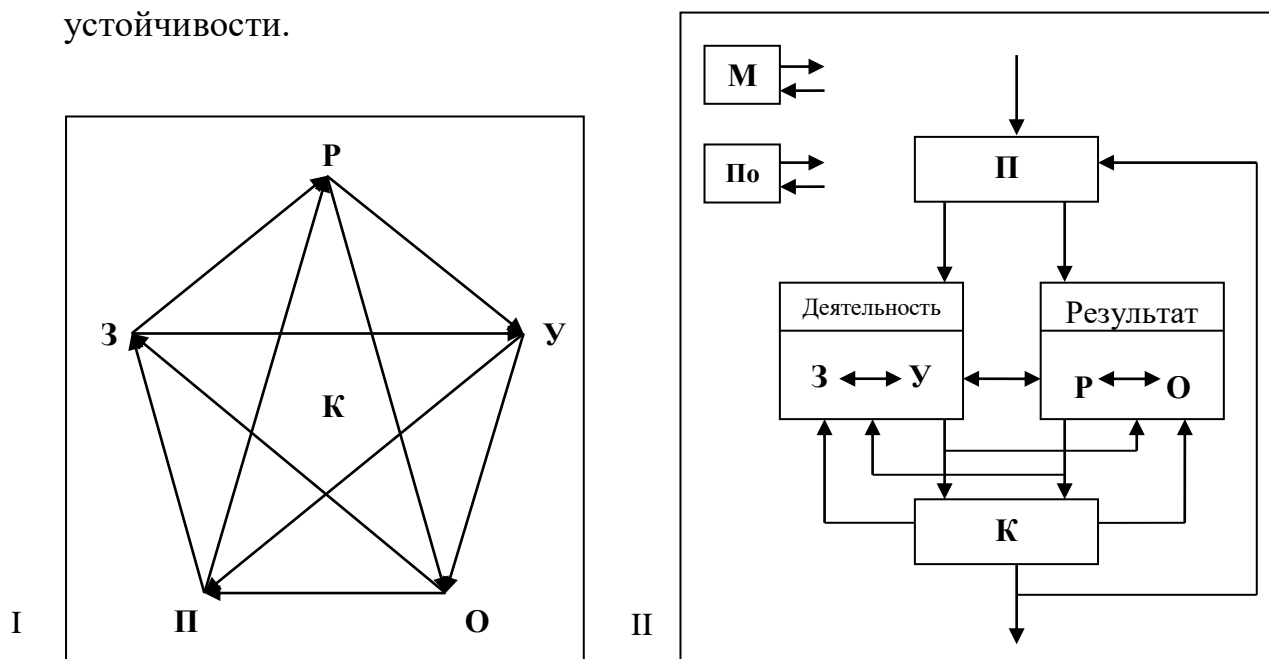 устойчивости.
Р
З
У
К
П
О
I
М
По
П
Деятельность
Результат
З
У
Р
О
К
II